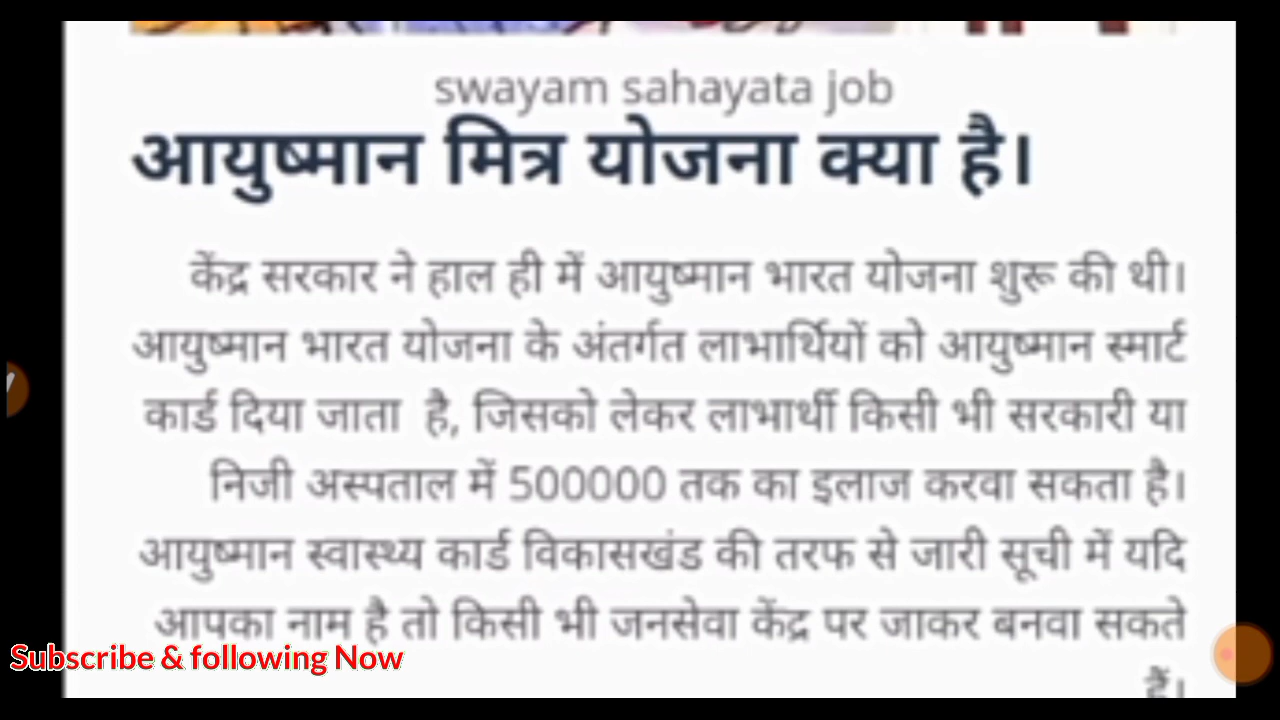 swayam sahayata job
आयुष्मान मित्र योजना क्या है।
केंद्र सरकार ने हाल ही में आयुष्मान भारत योजना शुरू की थी।
आयुष्मान भारत योजना के अंतर्गत लाभार्थियों को आयुष्मान स्मार्ट
कार्ड दिया जाता है, जिसको लेकर लाभार्थी किसी भी सरकारी या
निजी अस्पताल में 500000 तक का इलाज करवा सकता है।
आयुष्मान स्वास्थ्य कार्ड विकासखंड की तरफ से जारी सूची में यदि
आपका नाम है तो किसी भी जनसेवा केंद्र पर जाकर बनवा सकते
हैं।
Subscribe & following Now